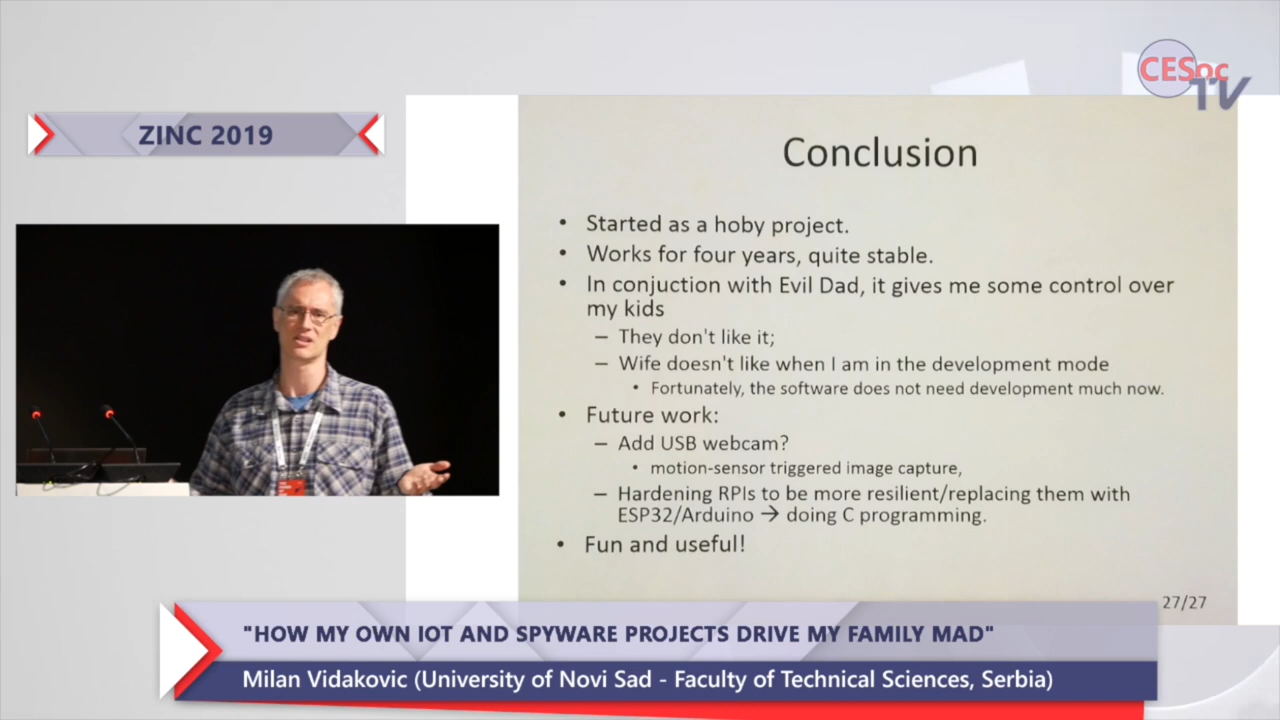 CESoc
TV
ZINC 2019
Conclusion
• Started as a hoby project.
• Works for four years, quite stable.
• In conjuction with Evil Dad, it gives me some control over
my kids
– They don't like it;
– Wife doesn't like when I am in the development mode
• Fortunately, the software does not need development much now.
• Future work:
– Add USB webcam?
• motion-sensor triggered image capture,
– Hardening RPIs to be more resilient/replacing them with
ESP32/Arduino → doing C programming.
• Fun and useful!
27/27
"HOW MY OWN IOT AND SPYWARE PROJECTS DRIVE MY FAMILY MAD"
Milan Vidakovic (University of Novi Sad - Faculty of Technical Sciences, Serbia)